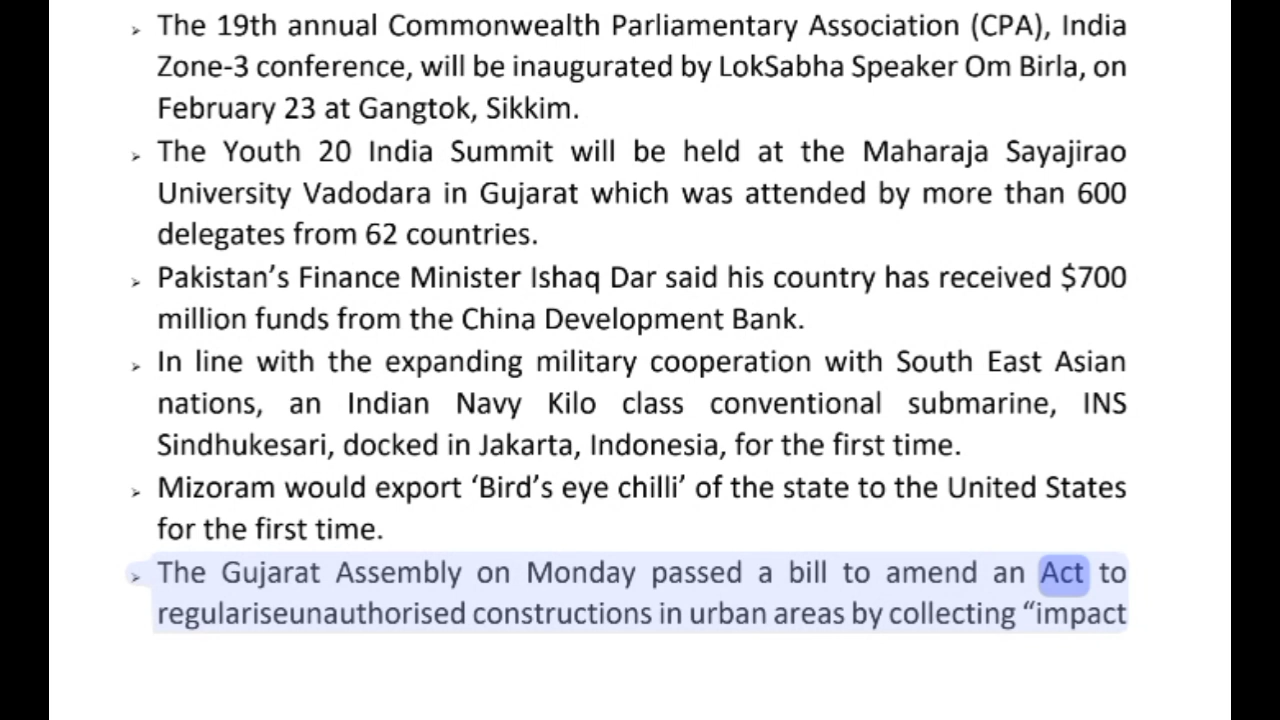 ➢ The 19th annual Commonwealth Parliamentary Association (CPA), India
Zone-3 conference, will be inaugurated by LokSabha Speaker Om Birla, on
February 23 at Gangtok, Sikkim.
➢ The Youth 20 India Summit will be held at the Maharaja Sayajirao
University Vadodara in Gujarat which was attended by more than 600
delegates from 62 countries.
➢ Pakistan’s Finance Minister Ishaq Dar said his country has received $700
million funds from the China Development Bank.
➢ In line with the expanding military cooperation with South East Asian
nations, an Indian Navy Kilo class conventional submarine, INS
Sindhukesari, docked in Jakarta, Indonesia, for the first time.
➢ Mizoram would export ‘Bird’s eye chilli’ of the state to the United States
for the first time.
➢ The Gujarat Assembly on Monday passed a bill to amend an Act to
regulariseunauthorised constructions in urban areas by collecting “impact